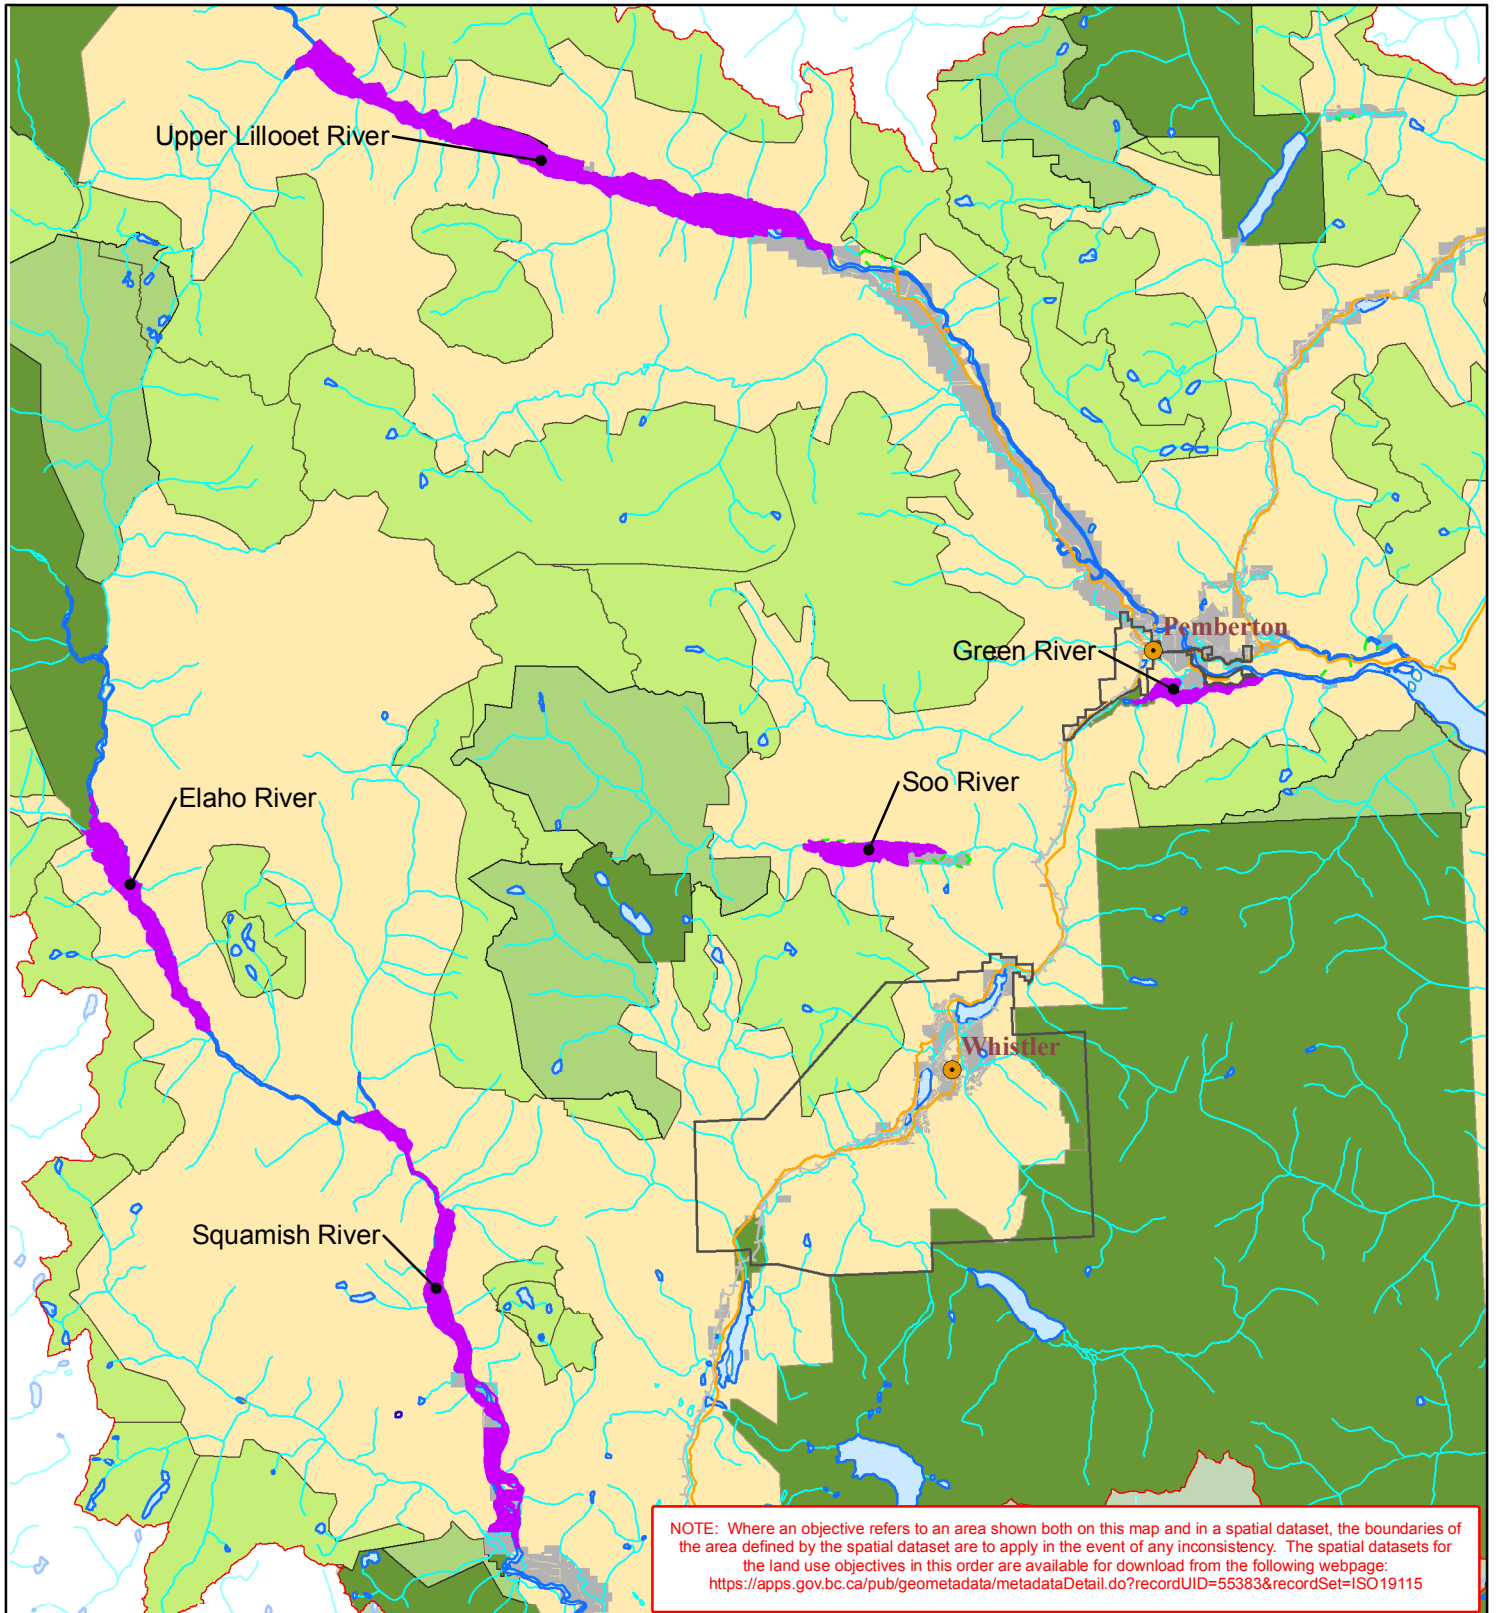 Upper Lillooet River
Pemberton
Green River
Soo River
Elaho River
Whistler
Squamish River
NOTE: Where an objective refers to an area shown both on this map and in a spatial dataset, the boundaries of
the area defined by the spatial dataset are to apply in the event of any inconsistency. The spatial datasets for
the land use objectives in this order are available for download from the following webpage:
https://apps.gov.bc.ca/pub/geometadata/metadataDetail.do?recordUID=55383&recordSet=ISO19115